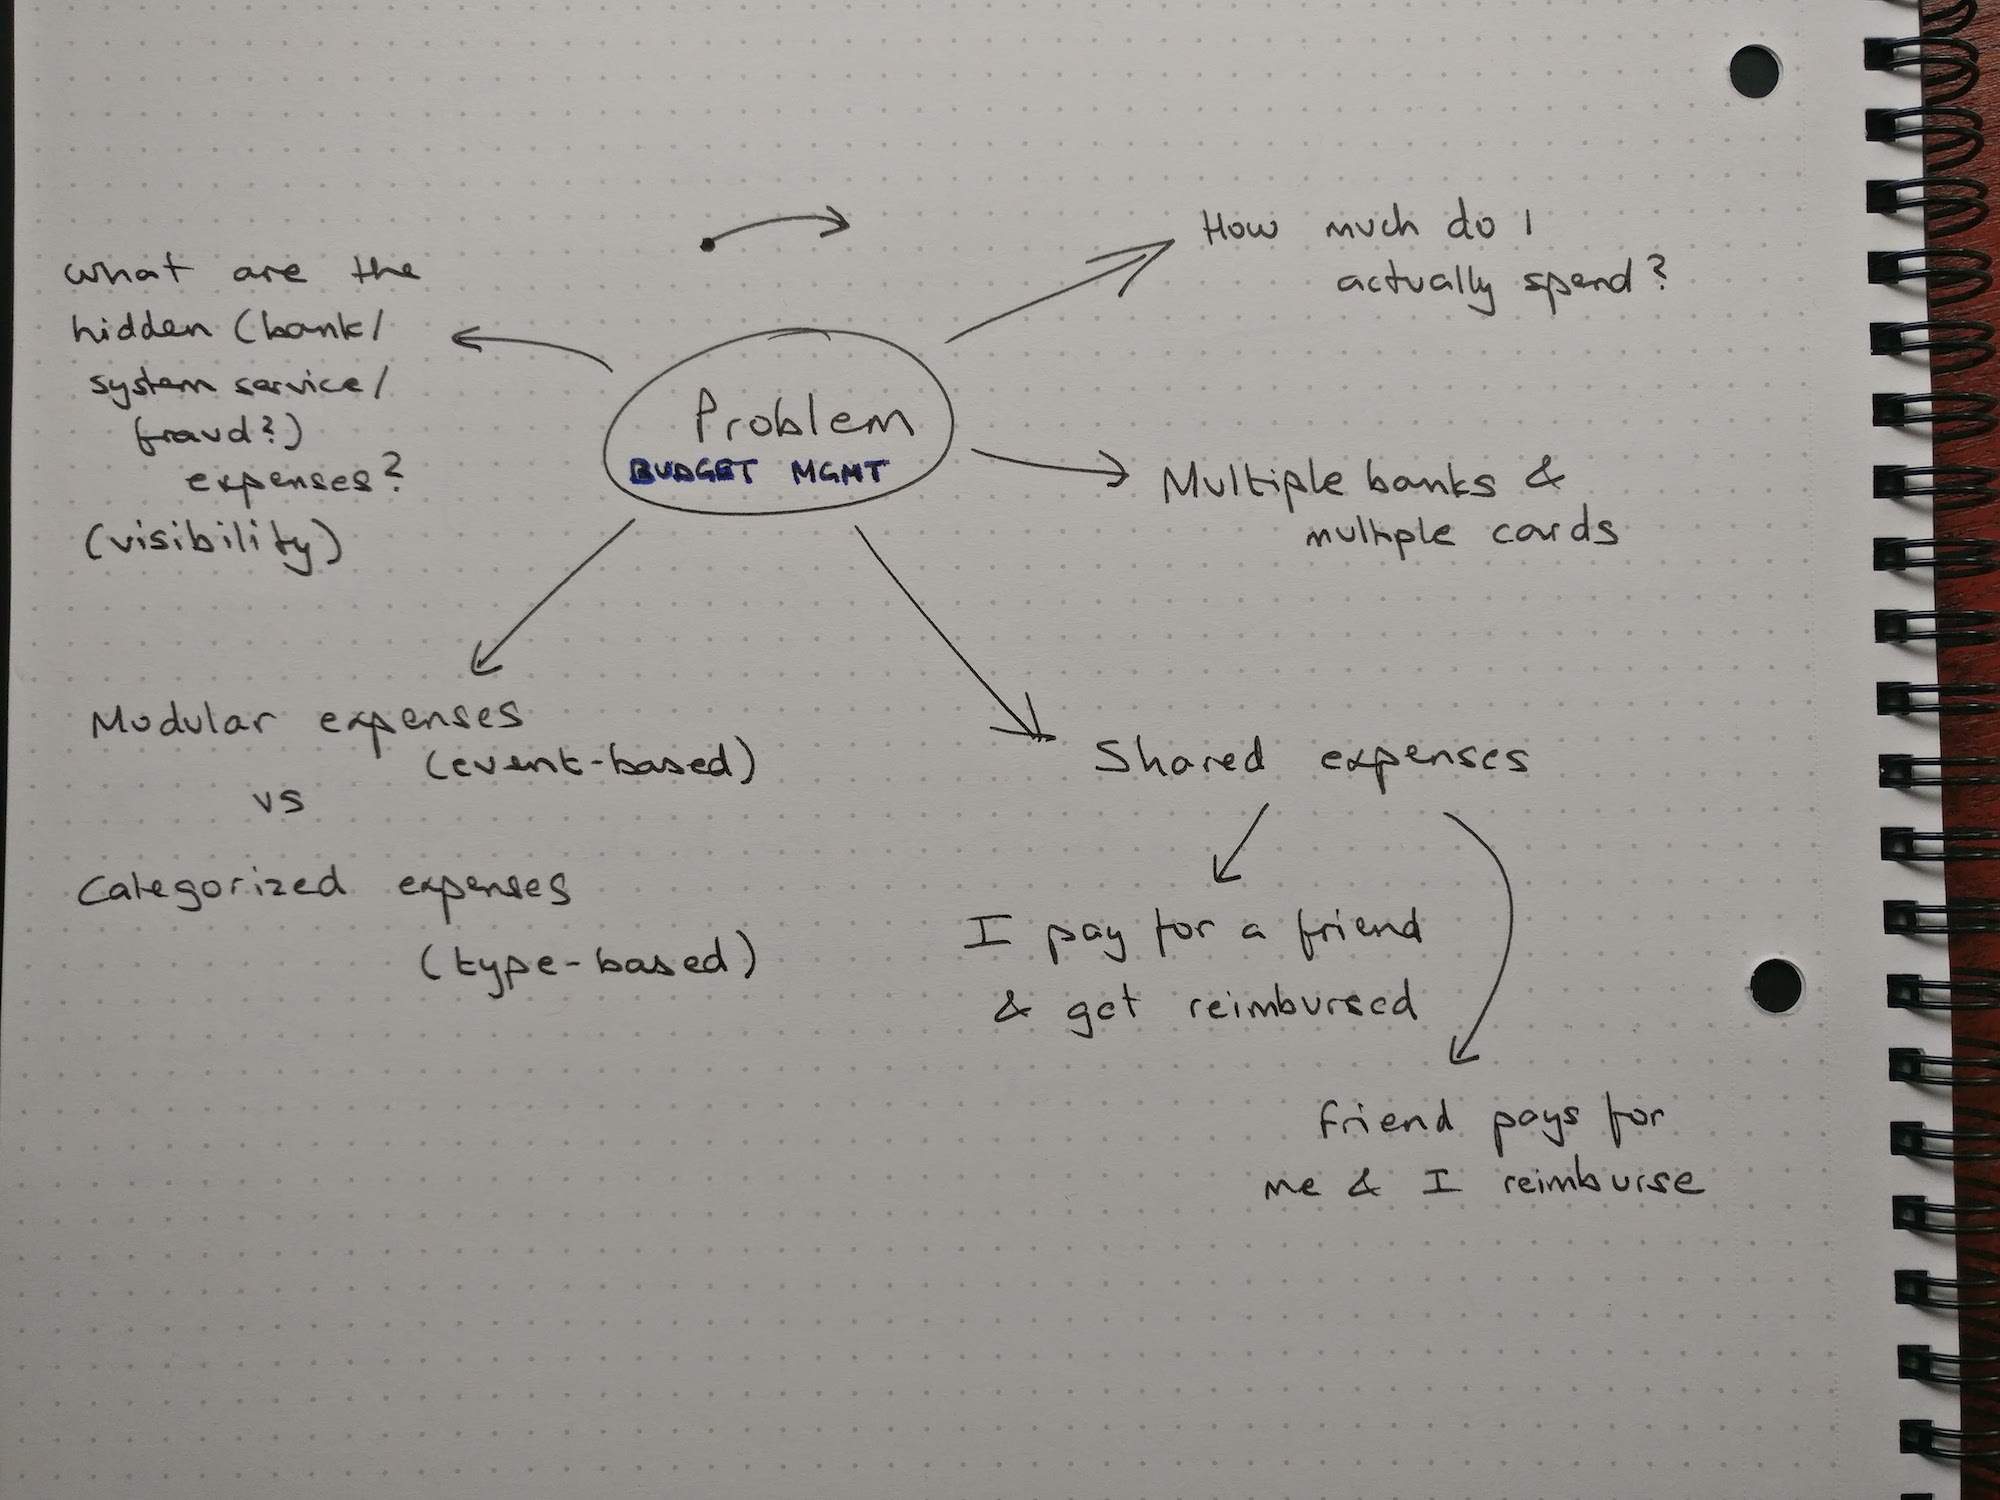 Problem
BUDGET MGMT
How much do I
actually spend?
Multiple banks &
multiple cards
Shared expenses
I pay for a friend
& get reimbursed
Friend pays for
me & I reimburse
Modular expenses
(event-based)
vs
Categorized expenses
(type-based)
What are the
hidden (bank/
system service/
fraud?)
expenses?
(visibility)